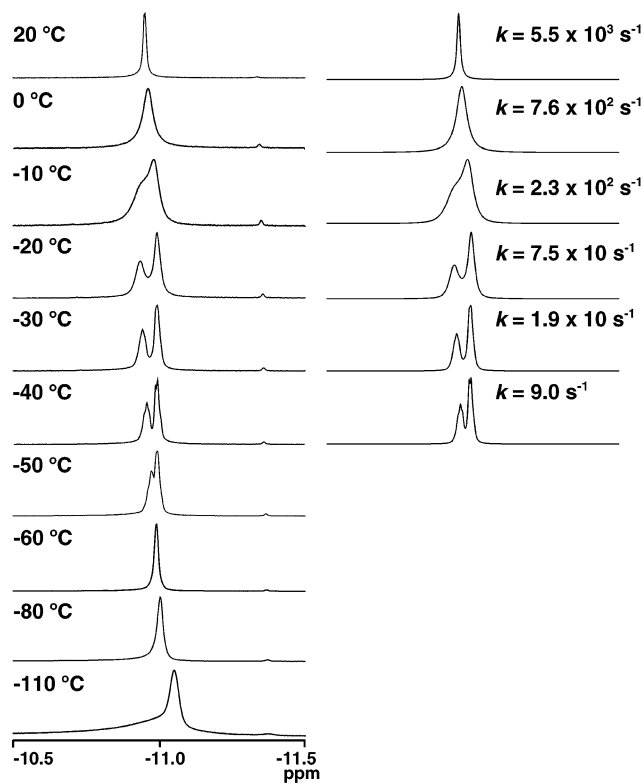 20 °C
k = 5.5 x 10³ s⁻¹
0 °C
k = 7.6 x 10² s⁻¹
-10 °C
k = 2.3 x 10² s⁻¹
-20 °C
k = 7.5 x 10 s⁻¹
-30 °C
k = 1.9 x 10 s⁻¹
-40 °C
k = 9.0 s⁻¹
-50 °C
-60 °C
-80 °C
-110 °C
-10.5 -11.0 -11.5
ppm